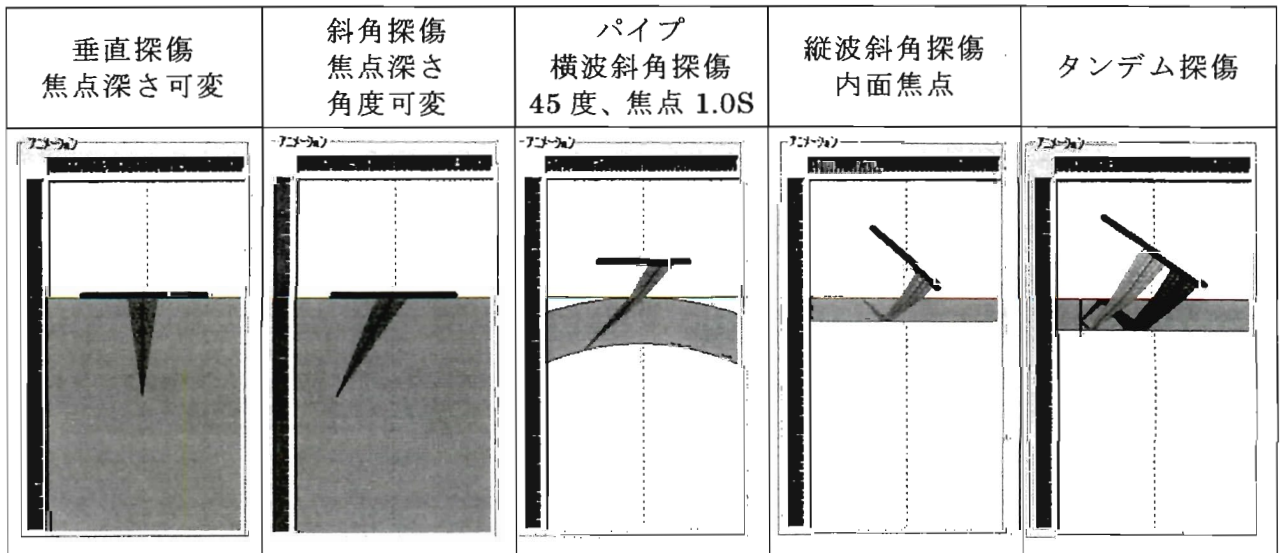 垂直探傷
焦点深さ可変
斜角探傷
焦点深さ
角度可変
パイプ
横波斜角探傷
45 度、焦点 1.0S
縦波斜角探傷
内面焦点
タンデム探傷
アニメーション
アニメーション
アニメーション
アニメーション
アニメーション